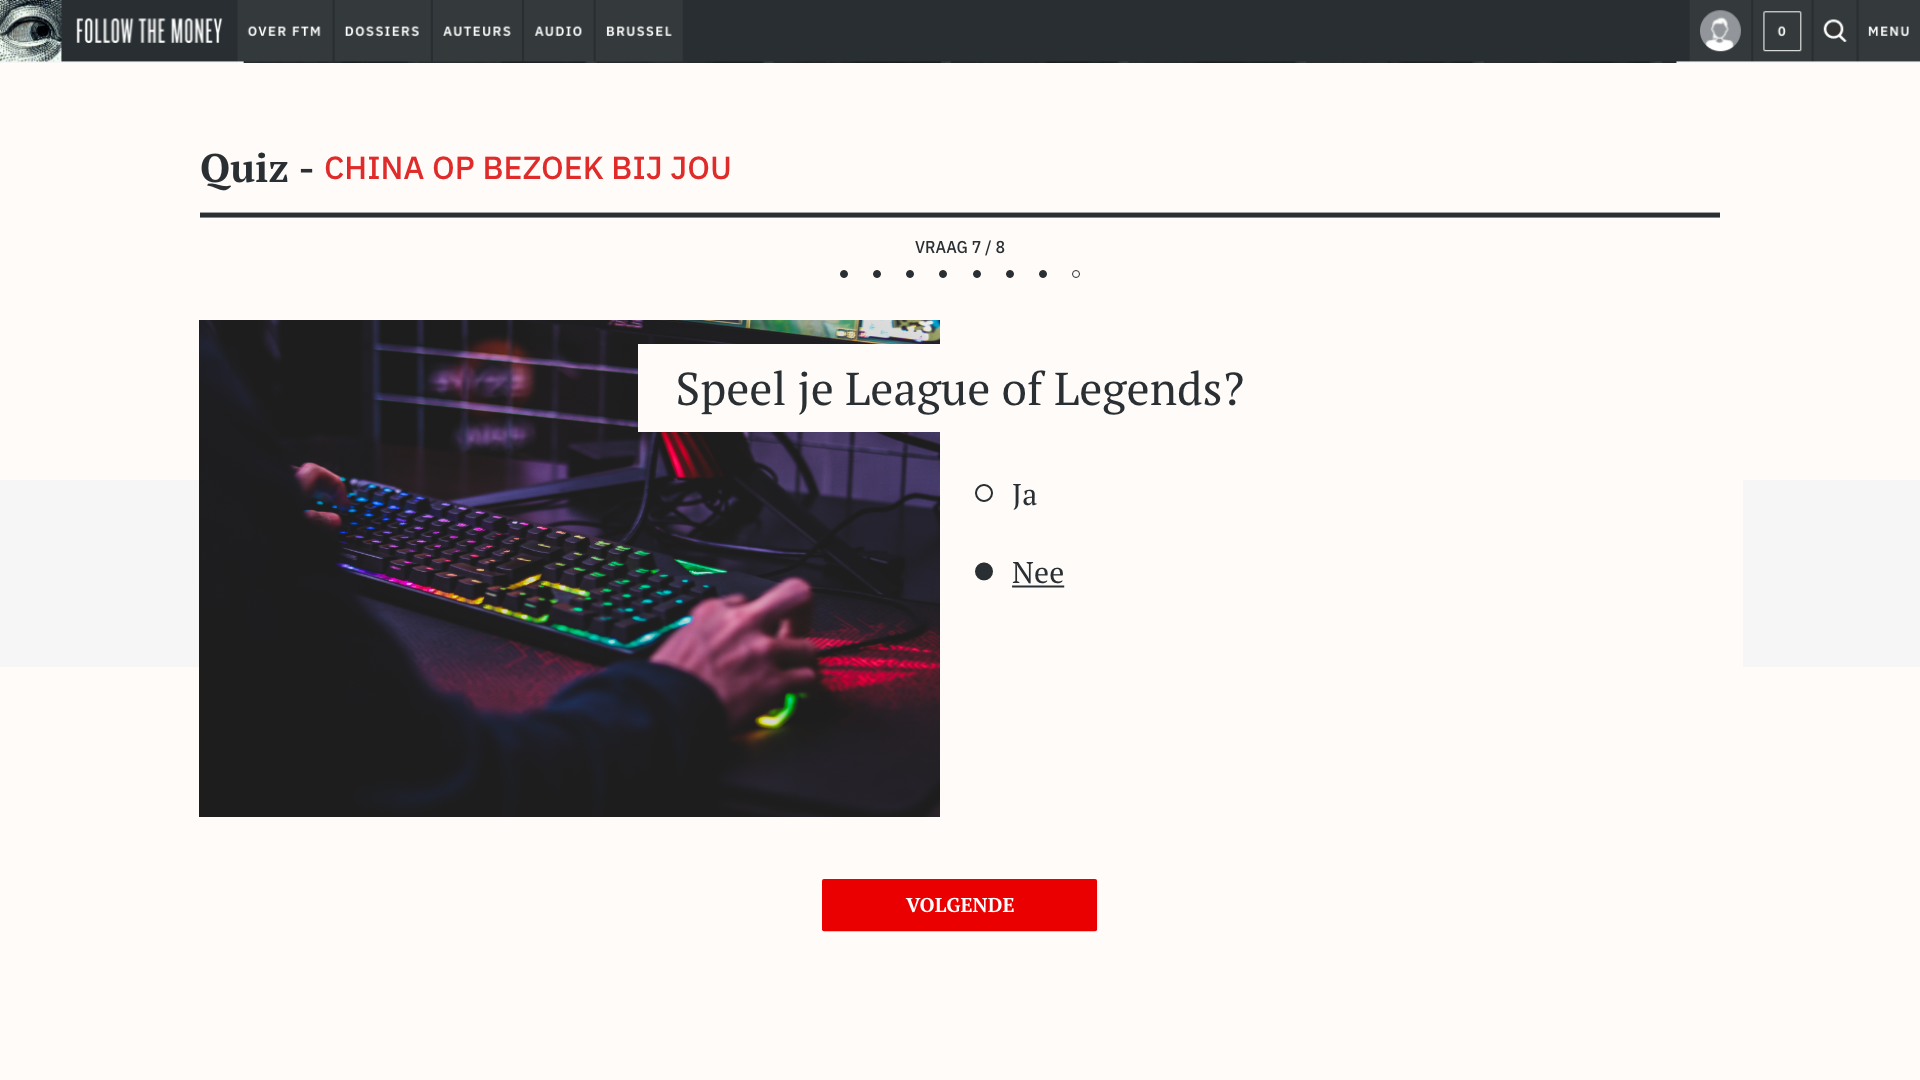 FOLLOW THE MONEY
OVER FTM
DOSSIERS
AUTEURS
AUDIO
BRUSSEL
0
MENU
Quiz - CHINA OP BEZOEK BIJ JOU
VRAAG 7 / 8
Speel je League of Legends?
Ja
Nee
VOLGENDE